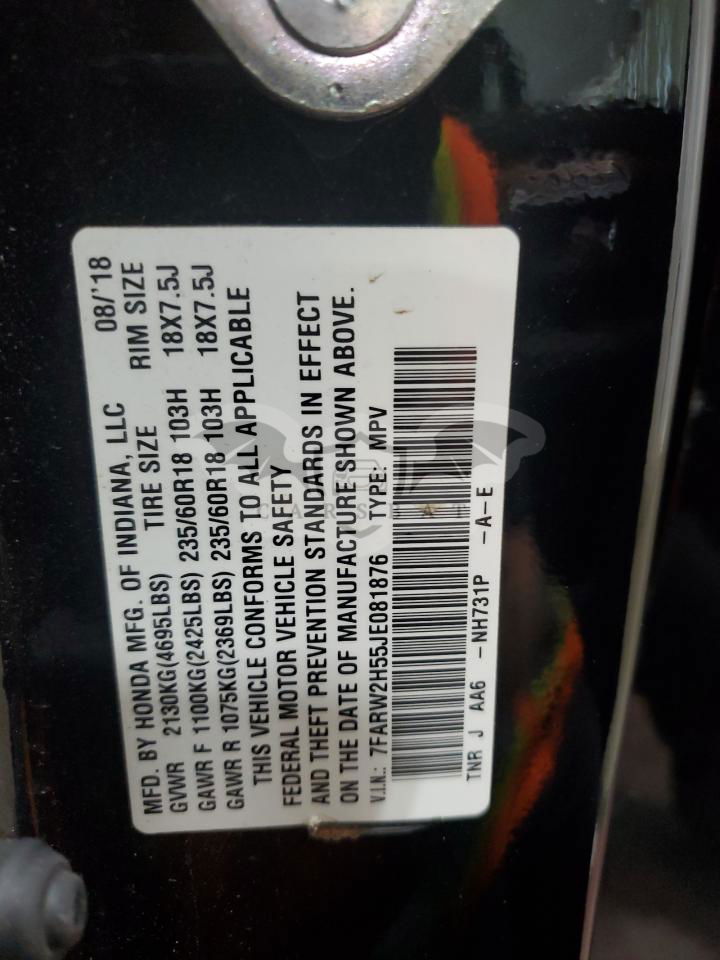 MFD. BY HONDA MFG. OF INDIANA, LLC 08/'18
TIRE SIZE RIM SIZE
GVWR 2130KG(4695LBS)
GAWR F 1100KG(2425LBS) 235/60R18 103H 18X7.5J
GAWR R 1075KG(2369LBS) 235/60R18 103H 18X7.5J
THIS VEHICLE CONFORMS TO ALL APPLICABLE
FEDERAL MOTOR VEHICLE SAFETY
AND THEFT PREVENTION STANDARDS IN EFFECT
ON THE DATE OF MANUFACTURE SHOWN ABOVE.
V.I.N.: 7FARW2H55JE081876 TYPE: MPV
TNR J AA6 -NH731P -A-E
CARSBAT